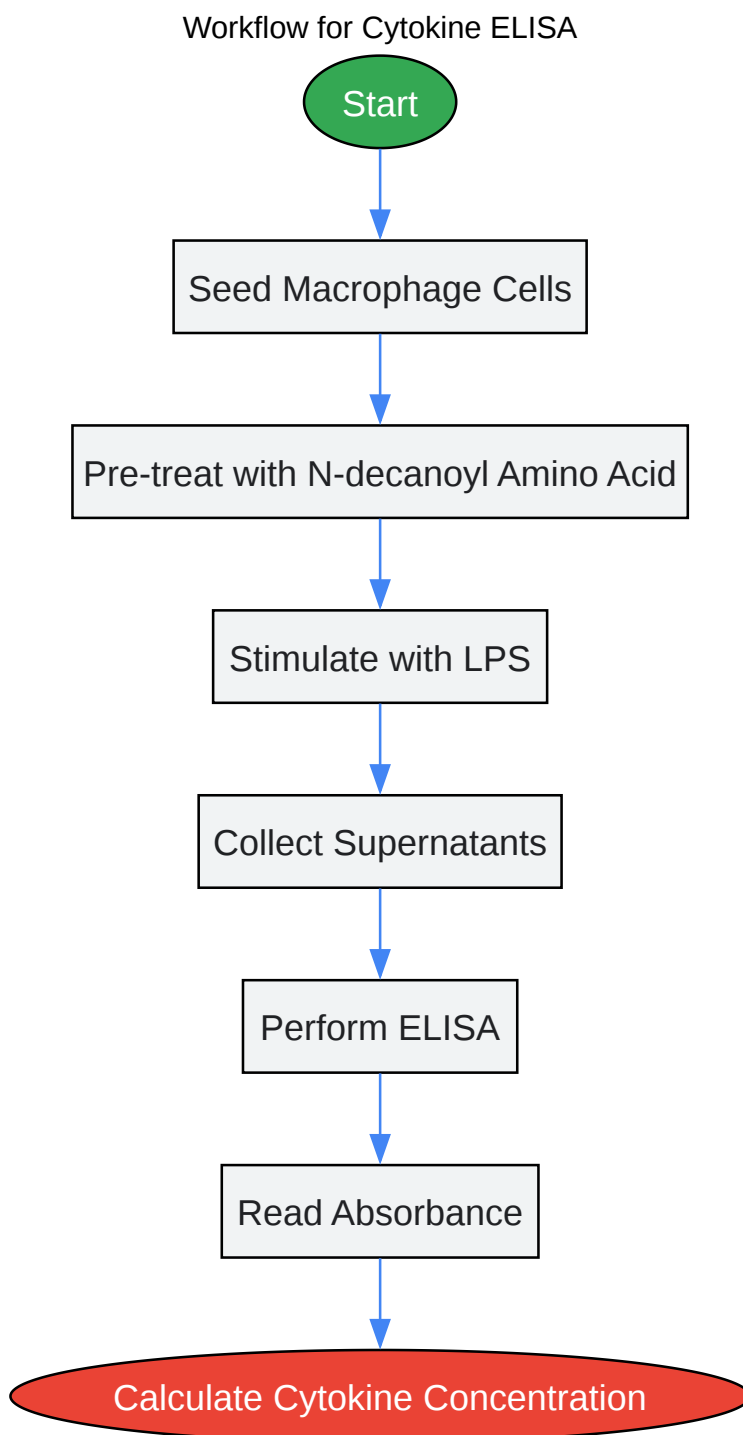 Workflow for Cytokine ELISA
Start
Seed Macrophage Cells
Pre-treat with N-decanoyl Amino Acid
Stimulate with LPS
Collect Supernatants
Perform ELISA
Read Absorbance
Calculate Cytokine Concentration